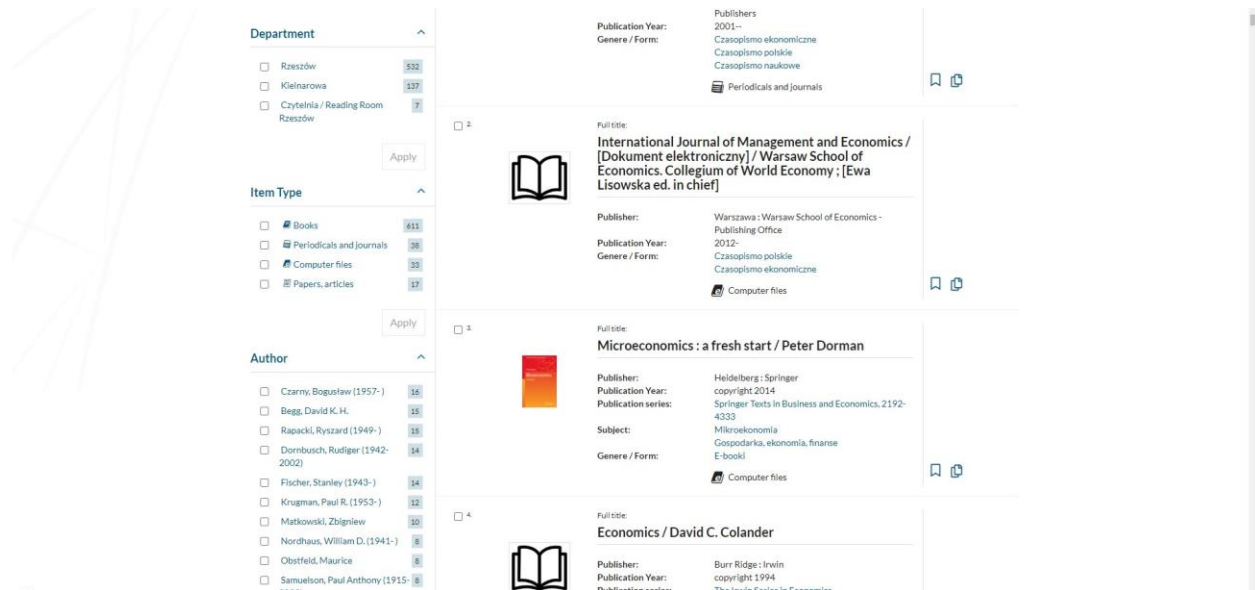 Department
Rzeszów 532
Kielnarowa 137
Czytelnia / Reading Room 7
Rzeszów
Apply
Item Type
Books 611
Periodicals and journals 38
Computer files 33
Papers, articles 17
Apply
Author
Czarny, Bogusław (1957- ) 16
Begg, David K. H. 15
Rapacki, Ryszard (1949- ) 15
Dornbusch, Rudiger (1942- 14
2002)
Fischer, Stanley (1943- ) 14
Krugman, Paul R. (1953- ) 12
Matkowski, Zbigniew 10
Nordhaus, William D. (1941- ) 8
Obstfeld, Maurice 8
Samuelson, Paul Anthony (1915- 8
Publishers
Publication Year: 2001--
Genere / Form: Czasopismo ekonomiczne
Czasopismo polskie
Czasopismo naukowe
Periodicals and journals
2.
Full title:
International Journal of Management and Economics /
[Dokument elektroniczny] / Warsaw School of
Economics. Collegium of World Economy ; [Ewa
Lisowska ed. in chief]
Publisher: Warszawa : Warsaw School of Economics -
Publishing Office
Publication Year: 2012-
Genere / Form: Czasopismo polskie
Czasopismo ekonomiczne
Computer files
3.
Full title:
Microeconomics : a fresh start / Peter Dorman
Publisher: Heidelberg : Springer
Publication Year: copyright 2014
Publication series: Springer Texts in Business and Economics, 2192-
4333
Subject: Mikroekonomia
Gospodarka, ekonomia, finanse
Genere / Form: E-booki
Computer files
4.
Full title:
Economics / David C. Colander
Publisher: Burr Ridge : Irwin
Publication Year: copyright 1994
Publication series: The Irwin Series in Economics